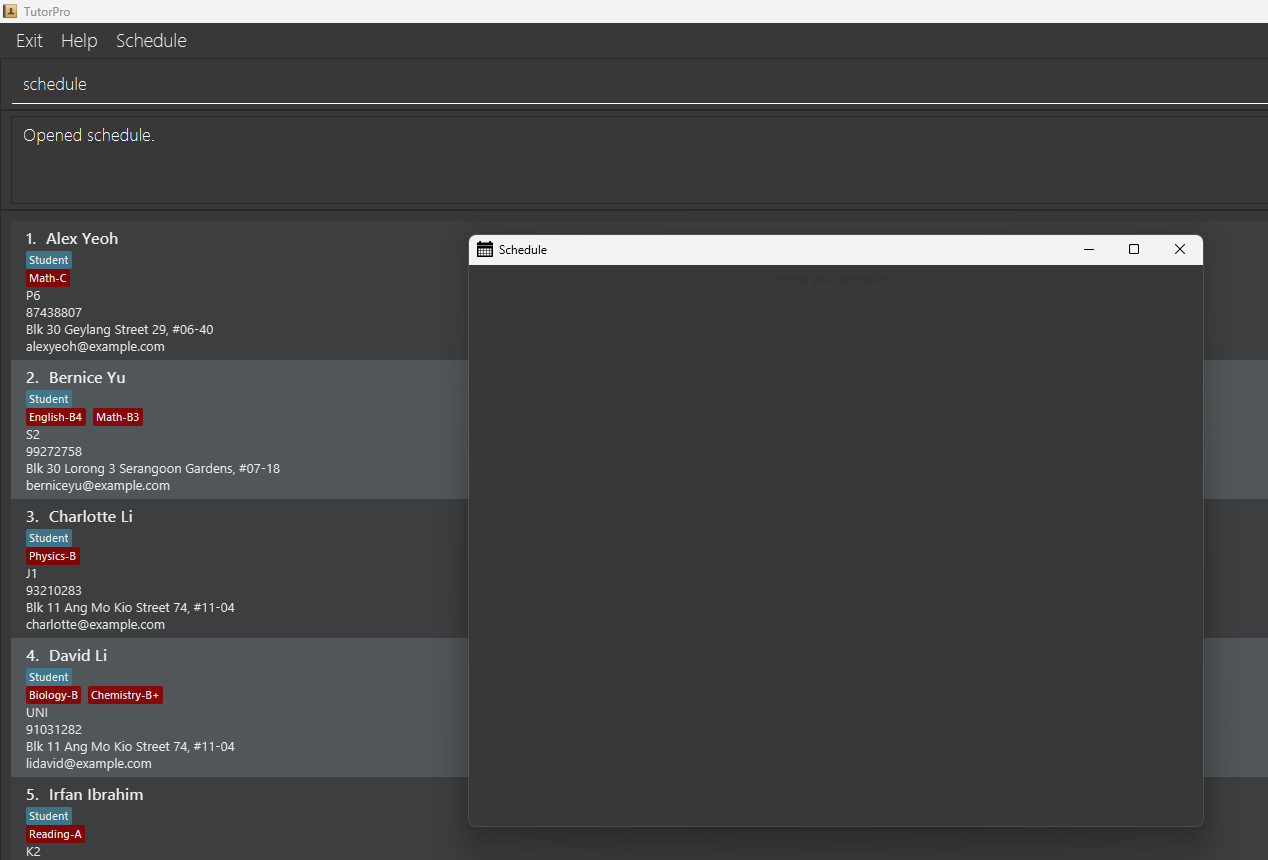 TutorPro
Exit Help Schedule
schedule
Opened schedule.
1. Alex Yeoh
Student
Math-C
P6
87438807
Blk 30 Geylang Street 29, #06-40
alexyeoh@example.com
2. Bernice Yu
Student
English-B4 Math-B3
S2
99272758
Blk 30 Lorong 3 Serangoon Gardens, #07-18
berniceyu@example.com
3. Charlotte Li
Student
Physics-B
J1
93210283
Blk 11 Ang Mo Kio Street 74, #11-04
charlotte@example.com
4. David Li
Student
Biology-B Chemistry-B+
UNI
91031282
Blk 11 Ang Mo Kio Street 74, #11-04
lidavid@example.com
5. Irfan Ibrahim
Student
Reading-A
K2
Schedule